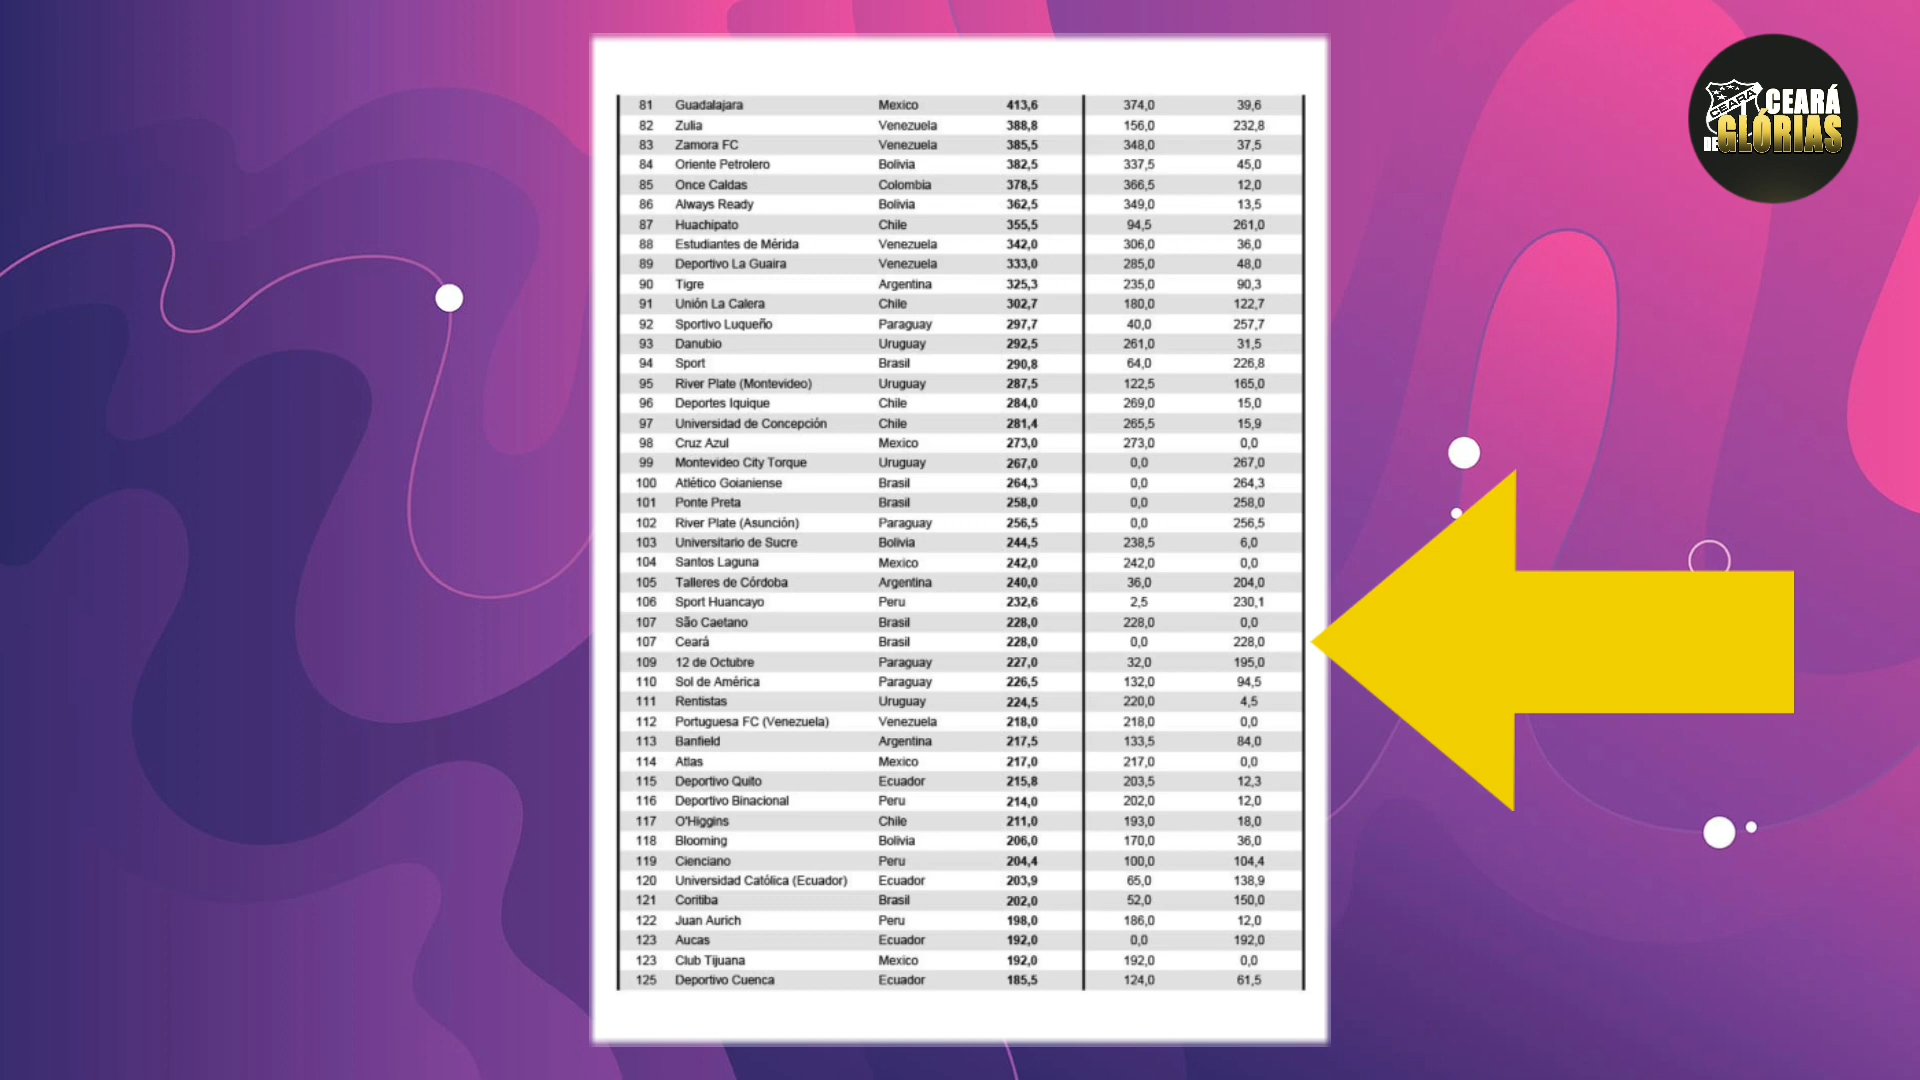 81 Guadalajara Mexico 413,6 374,0 39,6
82 Zulia Venezuela 388,8 156,0 232,8
83 Zamora FC Venezuela 385,5 348,0 37,5
84 Oriente Petrolero Bolivia 382,5 337,5 45,0
85 Once Caldas Colombia 378,5 366,5 12,0
86 Always Ready Bolivia 362,5 349,0 13,5
87 Huachipato Chile 355,5 94,5 261,0
88 Estudiantes de Mérida Venezuela 342,0 306,0 36,0
89 Deportivo La Guaira Venezuela 333,0 285,0 48,0
90 Tigre Argentina 325,3 235,0 90,3
91 Unión La Calera Chile 302,7 180,0 122,7
92 Sportivo Luqueño Paraguay 297,7 40,0 257,7
93 Danubio Uruguay 292,5 261,0 31,5
94 Sport Brasil 290,8 64,0 226,8
95 River Plate (Montevideo) Uruguay 287,5 122,5 165,0
96 Deportes Iquique Chile 284,0 269,0 15,0
97 Universidad de Concepción Chile 281,4 265,5 15,9
98 Cruz Azul Mexico 273,0 273,0 0,0
99 Montevideo City Torque Uruguay 267,0 0,0 267,0
100 Atlético Goianiense Brasil 264,3 0,0 264,3
101 Ponte Preta Brasil 258,0 0,0 258,0
102 River Plate (Asunción) Paraguay 256,5 0,0 256,5
103 Universitario de Sucre Bolivia 244,5 238,5 6,0
104 Santos Laguna Mexico 242,0 242,0 0,0
105 Talleres de Córdoba Argentina 240,0 36,0 204,0
106 Sport Huancayo Peru 232,6 2,5 230,1
107 São Caetano Brasil 228,0 228,0 0,0
107 Ceará Brasil 228,0 0,0 228,0
109 12 de Octubre Paraguay 227,0 32,0 195,0
110 Sol de América Paraguay 226,5 132,0 94,5
111 Rentistas Uruguay 224,5 220,0 4,5
112 Portuguesa FC (Venezuela) Venezuela 218,0 218,0 0,0
113 Banfield Argentina 217,5 133,5 84,0
114 Atlas Mexico 217,0 217,0 0,0
115 Deportivo Quito Ecuador 215,8 203,5 12,3
116 Deportivo Binacional Peru 214,0 202,0 12,0
117 O'Higgins Chile 211,0 193,0 18,0
118 Blooming Bolivia 206,0 170,0 36,0
119 Cienciano Peru 204,4 100,0 104,4
120 Universidad Católica (Ecuador) Ecuador 203,9 65,0 138,9
121 Coritiba Brasil 202,0 52,0 150,0
122 Juan Aurich Peru 198,0 186,0 12,0
123 Aucas Ecuador 192,0 0,0 192,0
123 Club Tijuana Mexico 192,0 192,0 0,0
125 Deportivo Cuenca Ecuador 185,5 124,0 61,5
CEARÁ
CEARÁ
DE GLÓRIAS